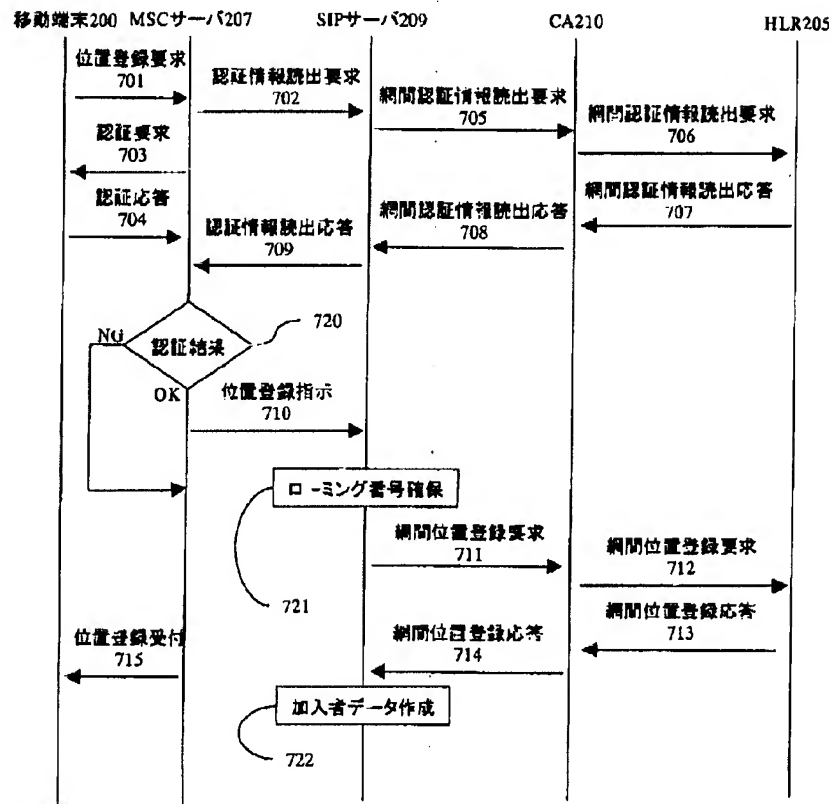 移動端末200 MSCサーバ207 SIPサーバ209 CA210 HLR205
位置登録要求
701
認証情報読出要求
702
網間認証情報読出要求
705
網間認証情報読出要求
706
認証要求
703
認証応答
704
網間認証情報読出応答
707
網間認証情報読出応答
708
認証情報読出応答
709
NG
認証結果
720
OK
位置登録指示
710
ローミング番号確保
網間位置登録要求
711
網間位置登録要求
712
721
網間位置登録応答
713
網間位置登録応答
714
位置登録受付
715
加入者データ作成
722